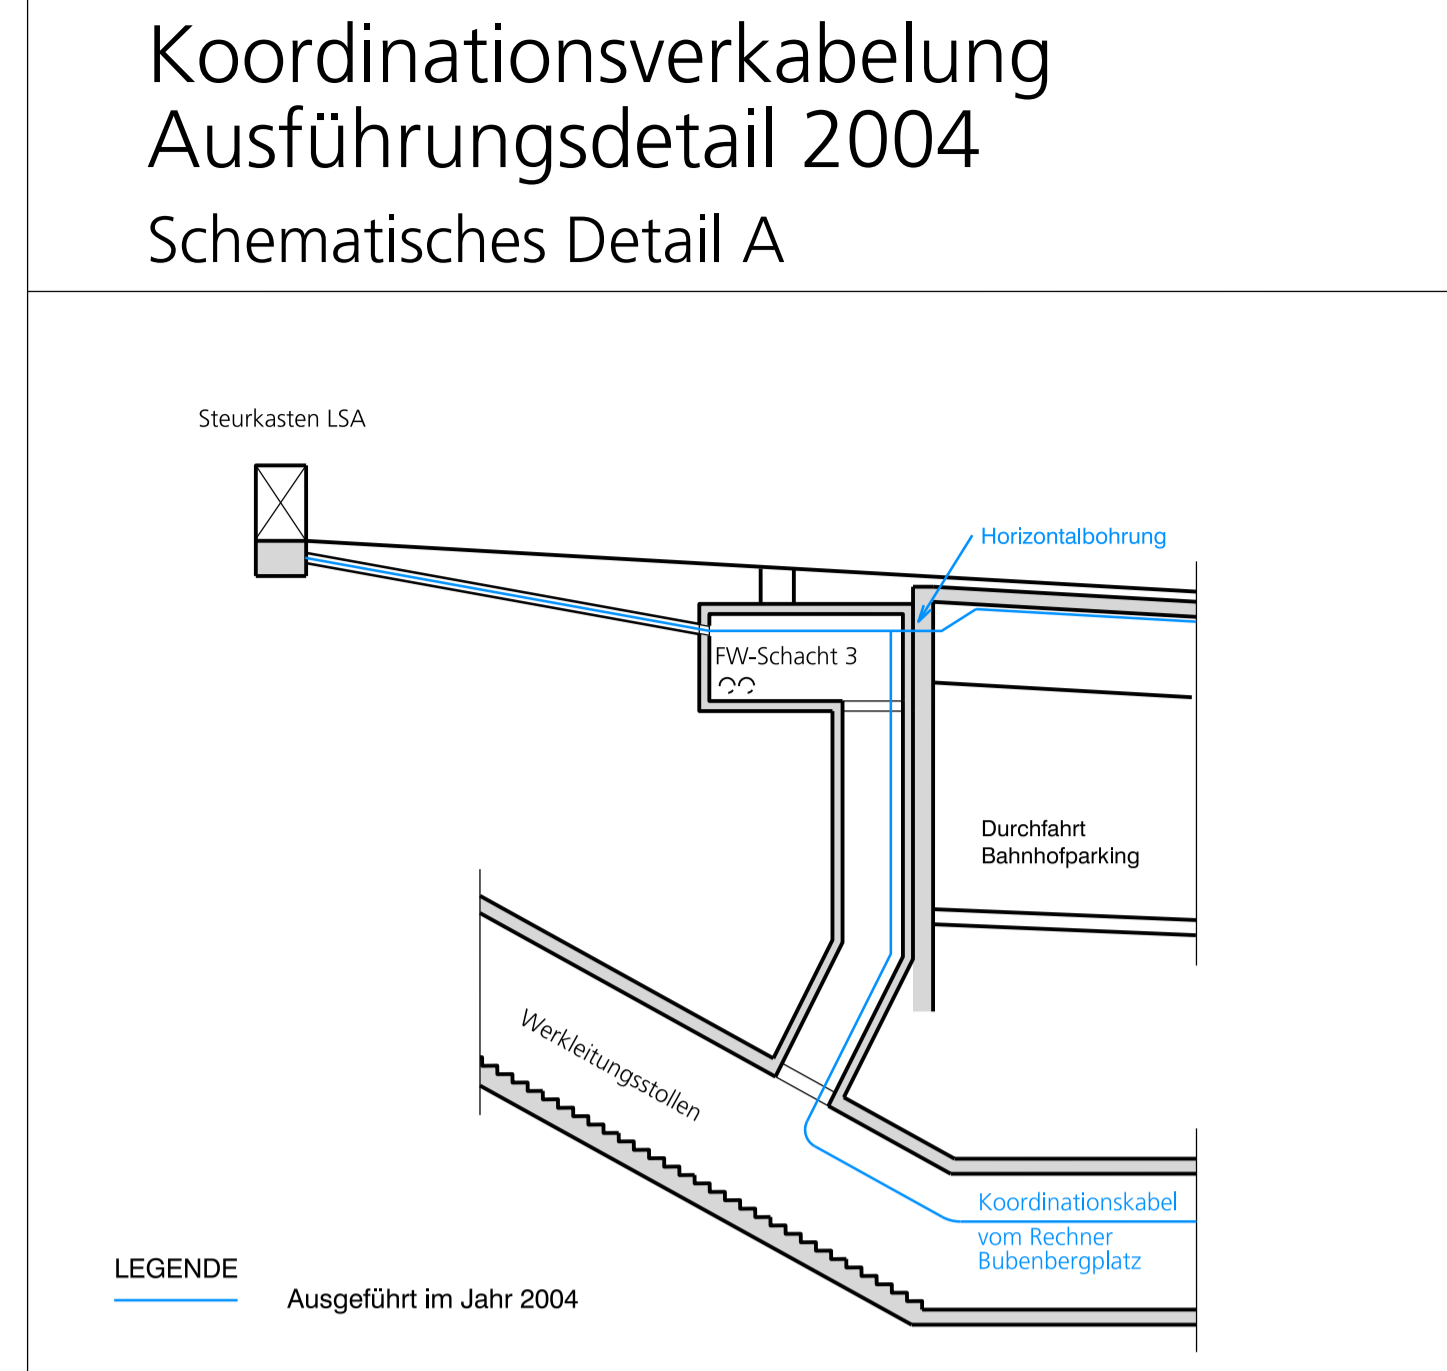 Koordinationsverkabelung
Ausführungsdetail 2004
Schematisches Detail A
Steurkasten LSA
Horizontalbohrung
FW-Schacht 3
Durchfahrt
Bahnhofparking
Werkleitungsstollen
Koordinationskabel
vom Rechner
Bubenbergplatz
LEGENDE
Ausgeführt im Jahr 2004